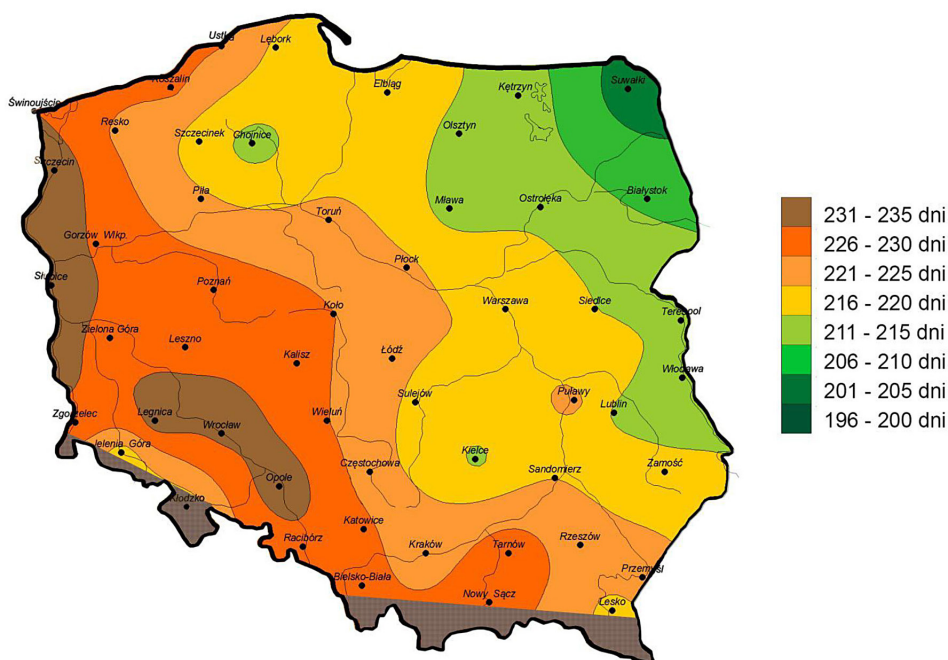 Ustka
Lębork
Koszalin
Elbląg
Kętrzyn
Suwałki
Świnoujście
Resko
Szczecinek
Chojnice
Olsztyn
Szczecin
Piła
Toruń
Mława
Ostrołęka
Białystok
Gorzów Wlkp.
Płock
Słubice
Poznań
Koło
Warszawa
Siedlce
Terespol
Zielona Góra
Leszno
Kalisz
Łódź
Włodawa
Zgorzelec
Legnica
Wrocław
Wieluń
Sulejów
Puławy
Lublin
Jelenia Góra
Kielce
Częstochowa
Opole
Sandomierz
Zamość
Kłodzko
Katowice
Racibórz
Kraków
Tarnów
Rzeszów
Bielsko-Biała
Nowy Sącz
Przemyśl
Lesko
231 - 235 dni
226 - 230 dni
221 - 225 dni
216 - 220 dni
211 - 215 dni
206 - 210 dni
201 - 205 dni
196 - 200 dni